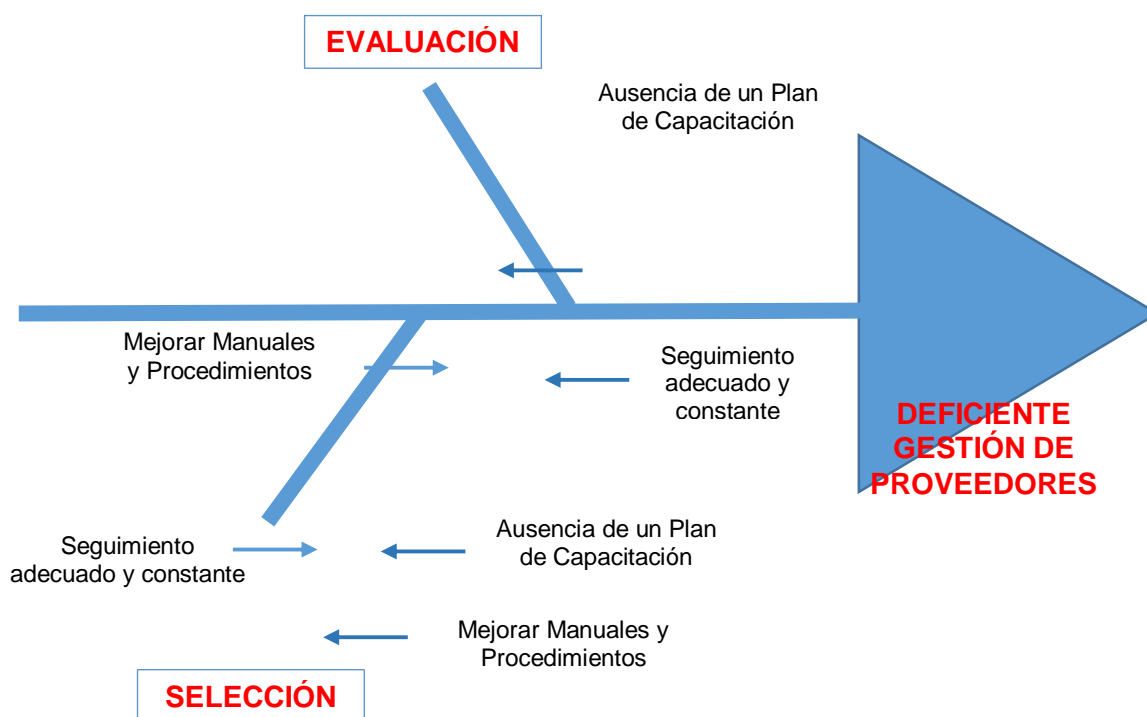 EVALUACIÓN
Ausencia de un Plan
de Capacitación
Mejorar Manuales
y Procedimientos
Seguimiento
adecuado y
constante
DEFICIENTE
GESTIÓN DE
PROVEEDORES
Seguimiento
adecuado y constante
Ausencia de un Plan
de Capacitación
Mejorar Manuales y
Procedimientos
SELECCIÓN